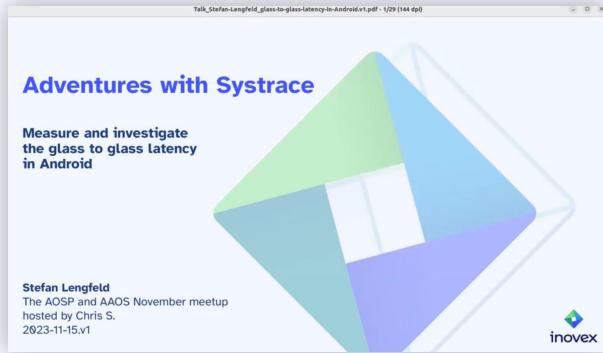 Talk_Stefan-Lengfeld_glass-to-glass-latency-in-Android.v1.pdf - 1/29 (144 dpi)
Adventures with Systrace
Measure and investigate
the glass to glass latency
in Android
Stefan Lengfeld
The AOSP and AAOS November meetup
hosted by Chris S.
2023-11-15.v1
inovex